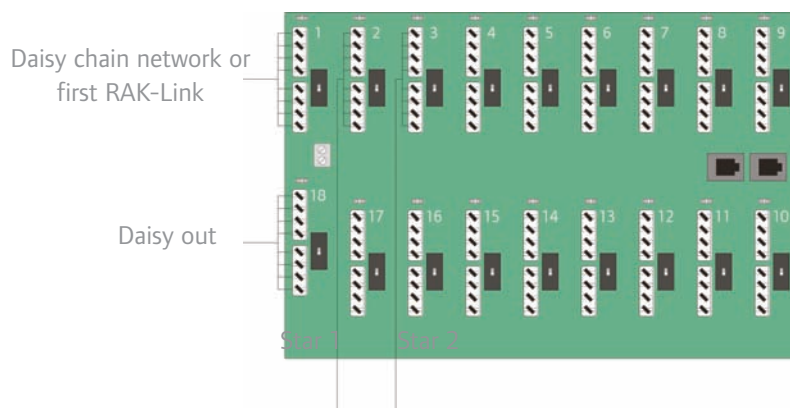 1 2 3 4 5 6 7 8 9
Daisy chain network or
first RAK-Link
18
17 16 15 14 13 12 11 10
Daisy out
Star 1 Star 2